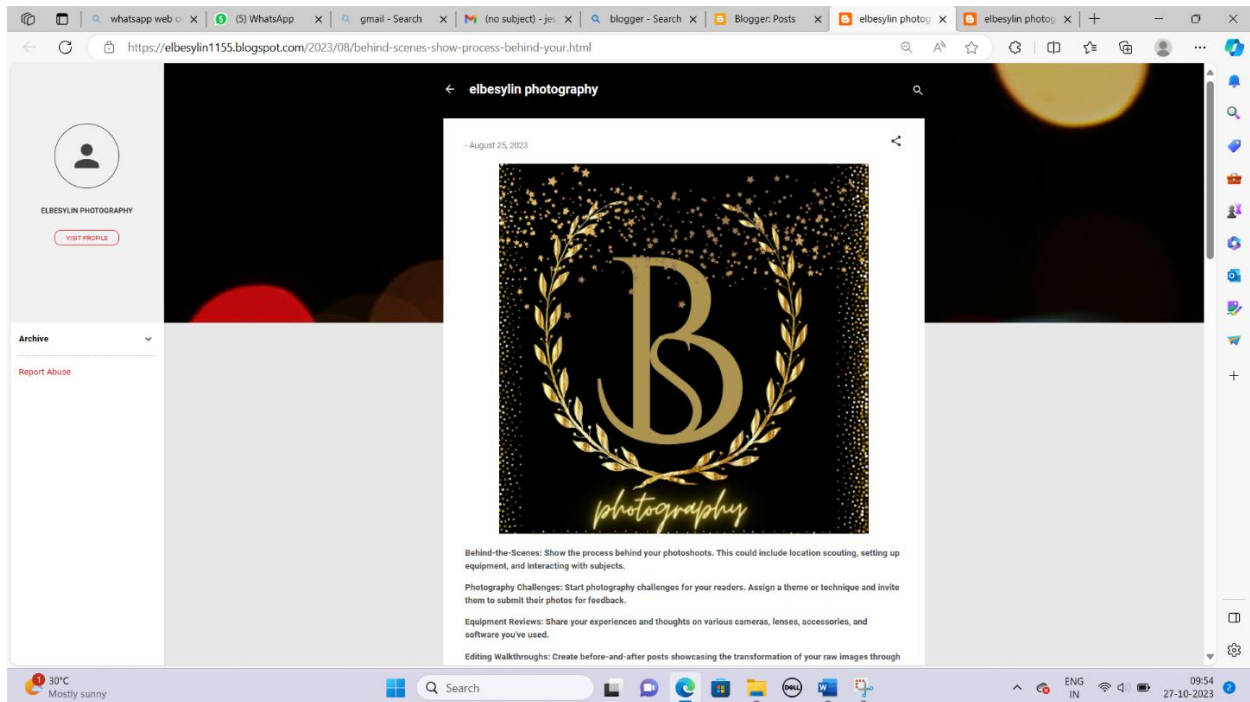 whatsapp web o
(5) WhatsApp
gmail - Search
(no subject) - jes
blogger - Search
Blogger: Posts
elbesylin photog
elbesylin photog
https://elbesylin1155.blogspot.com/2023/08/behind-scenes-show-process-behind-your.html
elbesylin photography
- August 25, 2023
ELBESYLIN PHOTOGRAPHY
VISIT PROFILE
Archive
Report Abuse
BS
photography
Behind-the-Scenes: Show the process behind your photoshoots. This could include location scouting, setting up
equipment, and interacting with subjects.
Photography Challenges: Start photography challenges for your readers. Assign a theme or technique and invite
them to submit their photos for feedback.
Equipment Reviews: Share your experiences and thoughts on various cameras, lenses, accessories, and
software you've used.
Editing Walkthroughs: Create before-and-after posts showcasing the transformation of your raw images through
1
30°C
Mostly sunny
Search
DELL
ENG
IN
09:54
27-10-2023
2